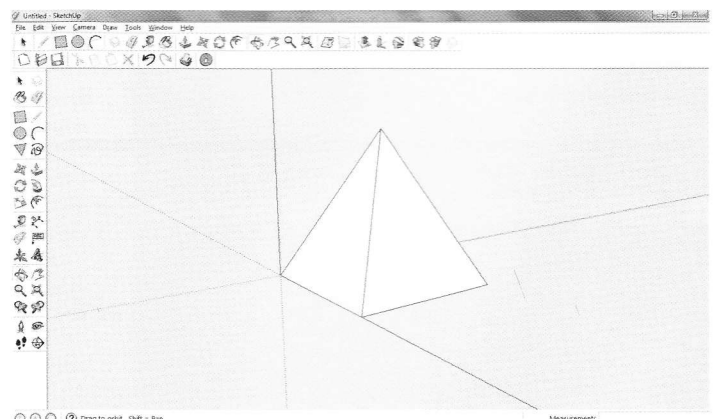 Untitled - SketchUp
File Edit View Camera Draw Tools Window Help
Drag to orbit. Shift = Pan
Measurements